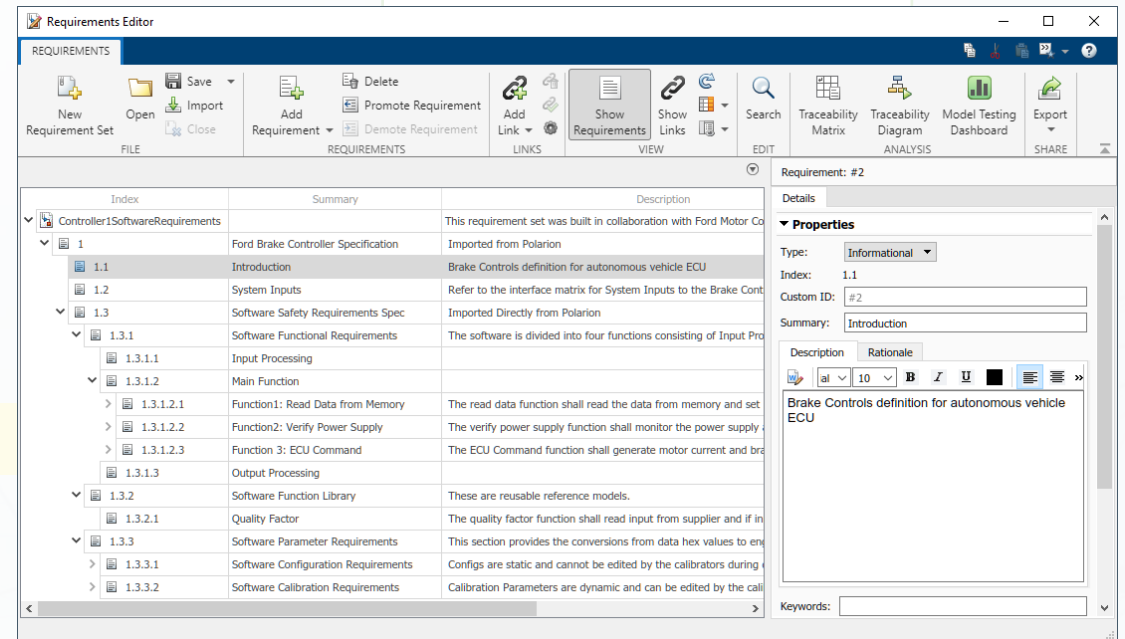 Requirements Editor
REQUIREMENTS
New
Requirement Set
Open
Save
Import
Close
FILE
Add
Requirement
Delete
Promote Requirement
Demote Requirement
REQUIREMENTS
Add
Link
LINKS
Show
Requirements
Show
Links
VIEW
Search
EDIT
Traceability
Matrix
Traceability
Diagram
Model Testing
Dashboard
ANALYSIS
Export
SHARE
Index Summary Description
Controller1SoftwareRequirements This requirement set was built in collaboration with Ford Motor Co
1 Ford Brake Controller Specification Imported from Polarion
1.1 Introduction Brake Controls definition for autonomous vehicle ECU
1.2 System Inputs Refer to the interface matrix for System Inputs to the Brake Cont
1.3 Software Safety Requirements Spec Imported Directly from Polarion
1.3.1 Software Functional Requirements The software is divided into four functions consisting of Input Pro
1.3.1.1 Input Processing
1.3.1.2 Main Function
1.3.1.2.1 Function1: Read Data from Memory The read data function shall read the data from memory and set
1.3.1.2.2 Function2: Verify Power Supply The verify power supply function shall monitor the power supply
1.3.1.2.3 Function 3: ECU Command The ECU Command function shall generate motor current and bra
1.3.1.3 Output Processing
1.3.2 Software Function Library These are reusable reference models.
1.3.2.1 Quality Factor The quality factor function shall read input from supplier and if in
1.3.3 Software Parameter Requirements This section provides the conversions from data hex values to eng
1.3.3.1 Software Configuration Requirements Configs are static and cannot be edited by the calibrators during
1.3.3.2 Software Calibration Requirements Calibration Parameters are dynamic and can be edited by the cali
Requirement: #2
Details
Properties
Type: Informational
Index: 1.1
Custom ID: #2
Summary: Introduction
Description Rationale
al 10 B I U »
Brake Controls definition for autonomous vehicle
ECU
Keywords: